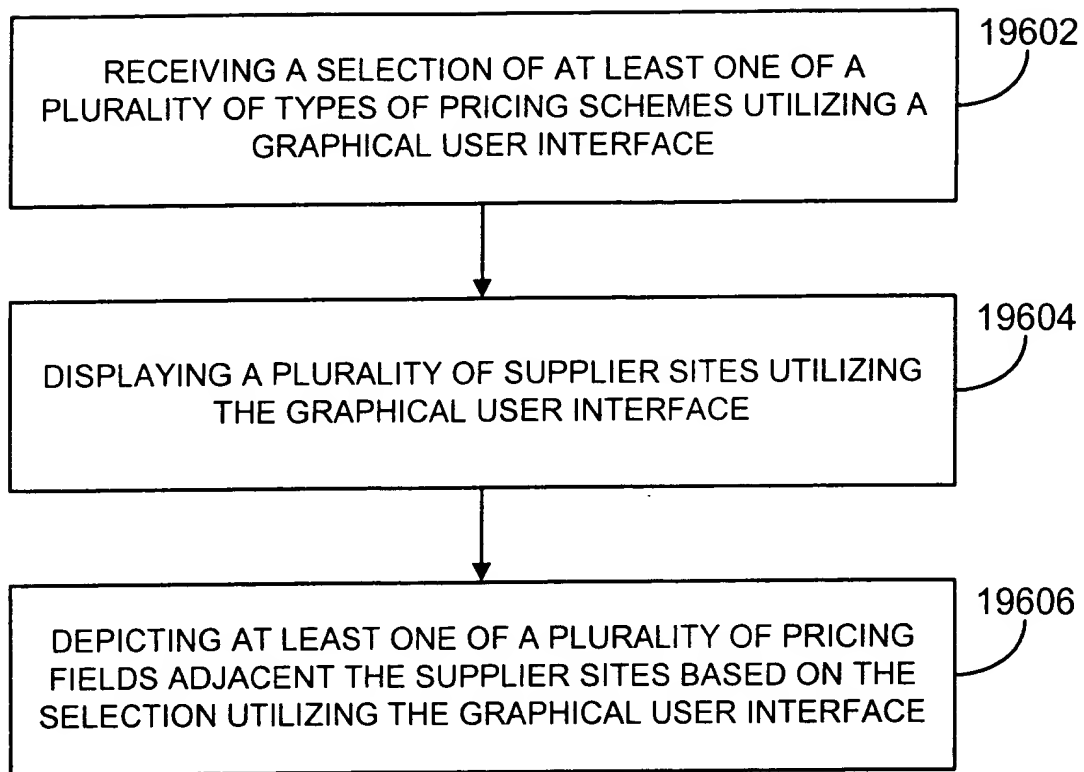 19602
RECEIVING A SELECTION OF AT LEAST ONE OF A
PLURALITY OF TYPES OF PRICING SCHEMES UTILIZING A
GRAPHICAL USER INTERFACE
19604
DISPLAYING A PLURALITY OF SUPPLIER SITES UTILIZING
THE GRAPHICAL USER INTERFACE
19606
DEPICTING AT LEAST ONE OF A PLURALITY OF PRICING
FIELDS ADJACENT THE SUPPLIER SITES BASED ON THE
SELECTION UTILIZING THE GRAPHICAL USER INTERFACE